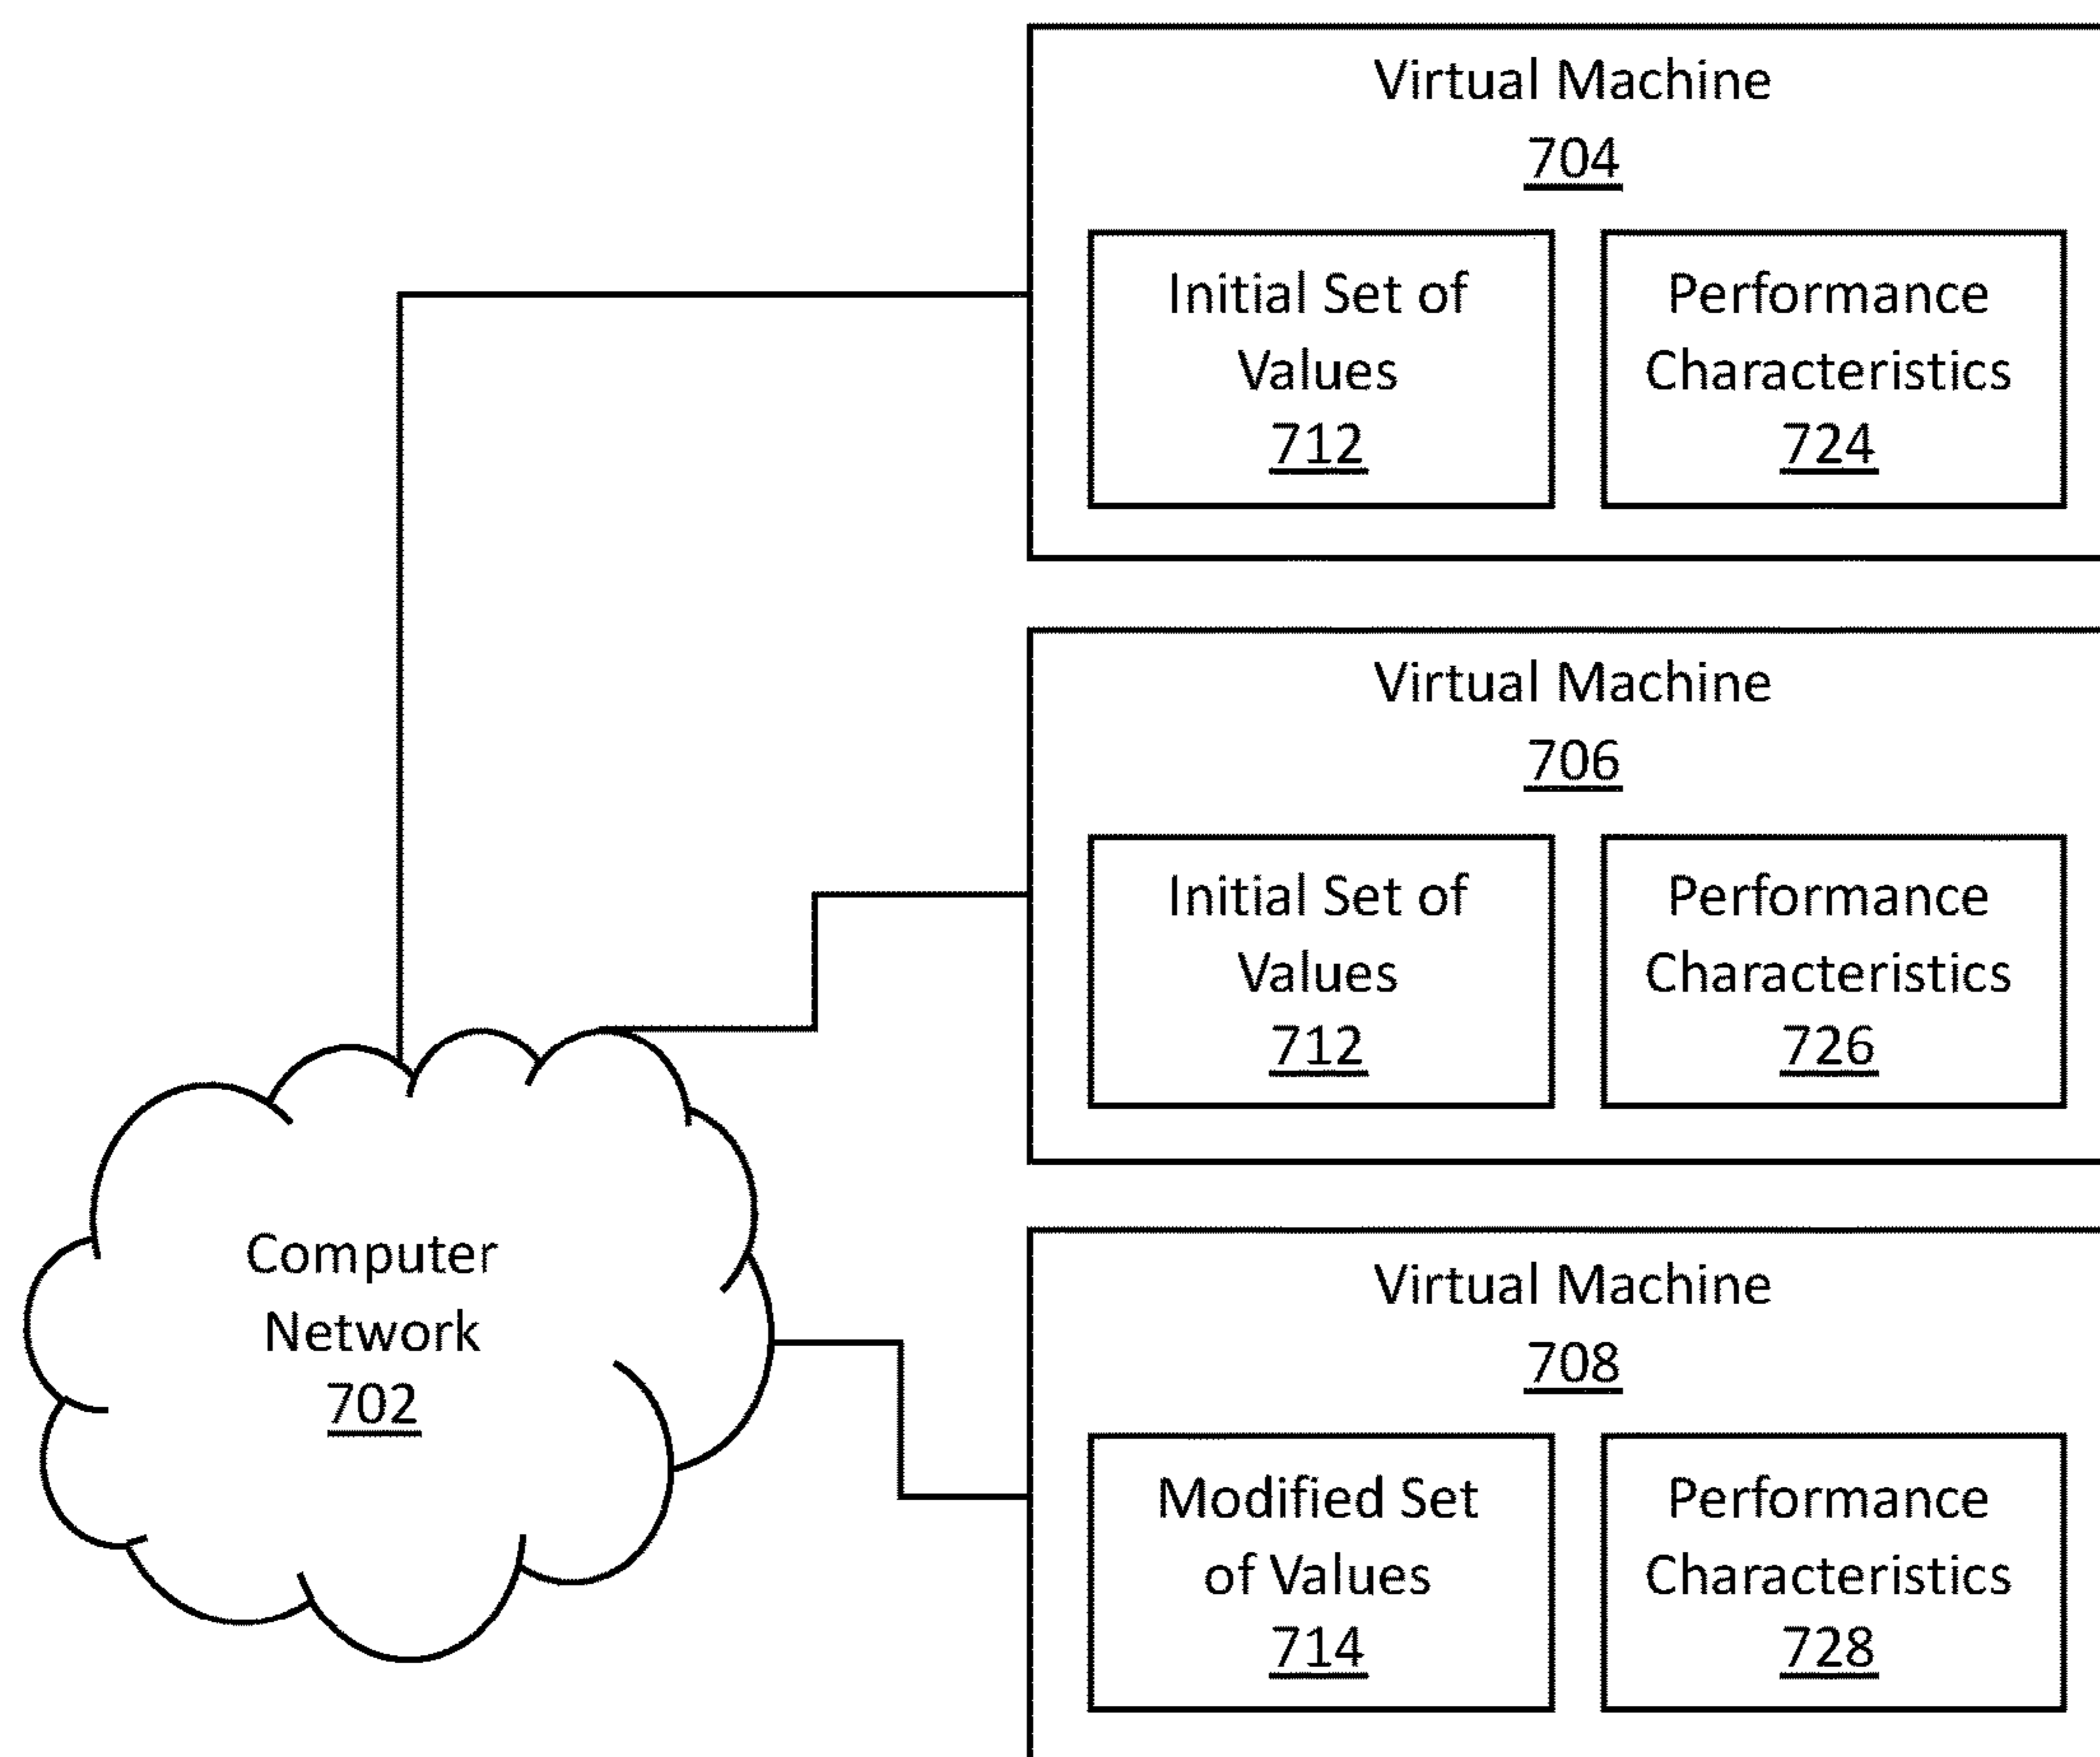 Virtual Machine
704
Initial Set of
Values
712
Performance
Characteristics
724
Virtual Machine
706
Initial Set of
Values
712
Performance
Characteristics
726
Computer
Network
702
Virtual Machine
708
Modified Set
of Values
714
Performance
Characteristics
728